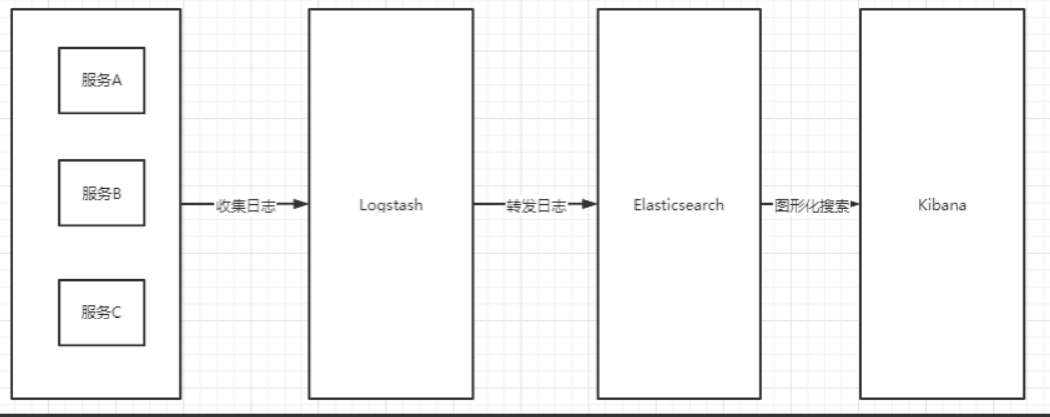 服务A
服务B
服务C
收集日志
Logstash
转发日志
Elasticsearch
图形化搜索
Kibana